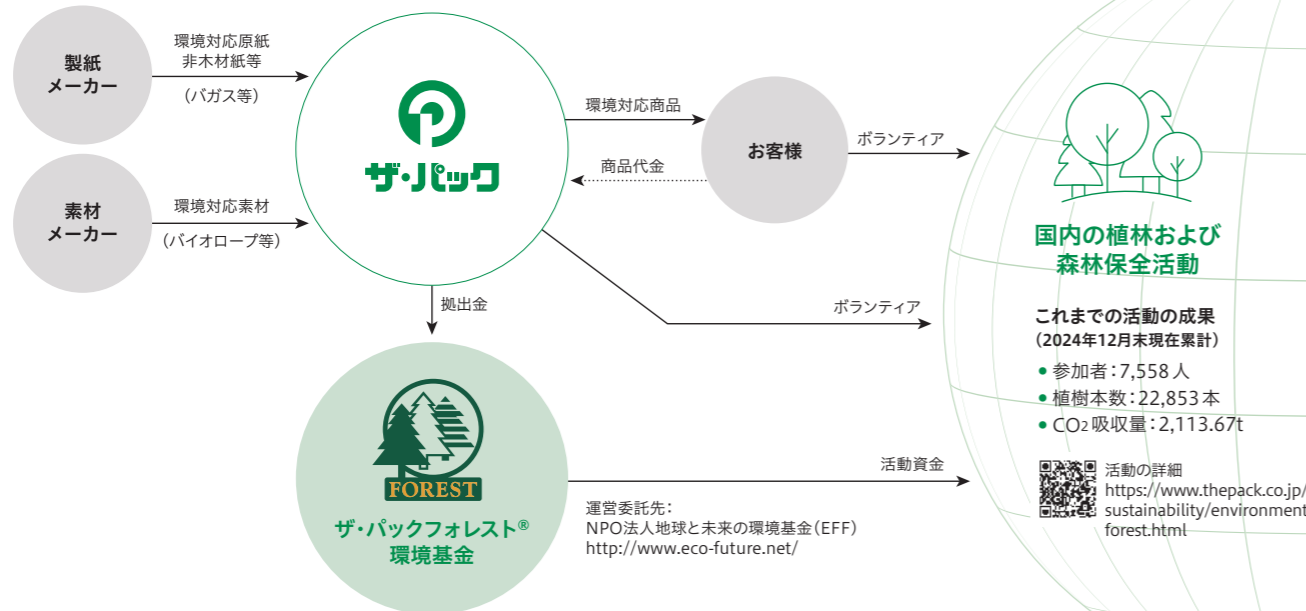 製紙
メーカー
環境対応原紙
非木材紙等
(バガス等)
素材
メーカー
環境対応素材
(バイオロープ等)
ザ・パック
環境対応商品
商品代金
お客様
ボランティア
ボランティア
拠出金
FOREST
ザ・パックフォレスト®
環境基金
活動資金
運営委託先:
NPO法人地球と未来の環境基金(EFF)
http://www.eco-future.net/
国内の植林および
森林保全活動
これまでの活動の成果
(2024年12月末現在累計)
• 参加者:7,558人
• 植樹本数:22,853本
• CO2吸収量:2,113.67t
活動の詳細
https://www.thepack.co.jp/
sustainability/environment
forest.html